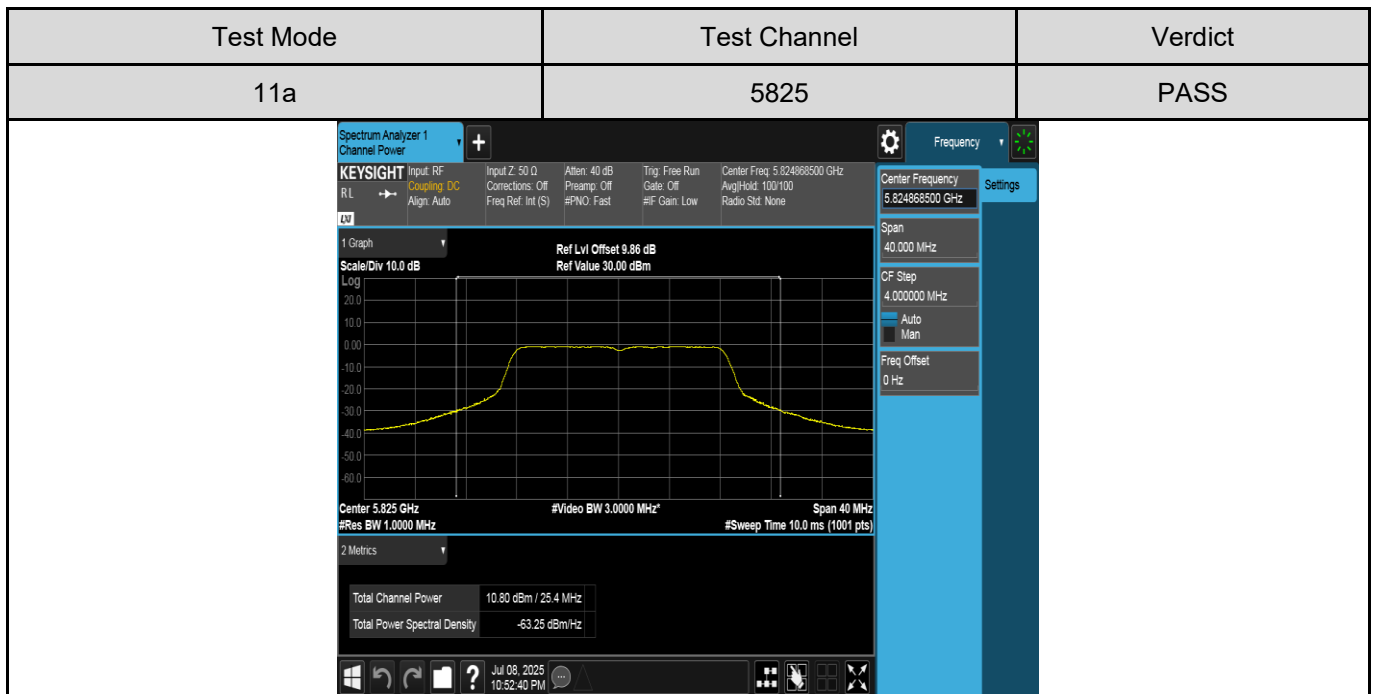 Test Mode Test Channel Verdict
11a 5825 PASS
Spectrum Analyzer 1
Channel Power
+
Frequency
KEYSIGHT Input: RF Input Z: 50 Ω Atten: 40 dB Trig: Free Run Center Freq: 5.824868500 GHz
RL Coupling: DC Corrections: Off Preamp: Off Gate: Off Avg|Hold: 100/100
Align: Auto Freq Ref: Int (S) #PNO: Fast #IF Gain: Low Radio Std: None
LXI
Center Frequency
5.824868500 GHz
Settings
Span
40.000 MHz
CF Step
4.000000 MHz
Auto
Man
Freq Offset
0 Hz
1 Graph
Ref Lvl Offset 9.86 dB
Scale/Div 10.0 dB Ref Value 30.00 dBm
Log
20.0
10.0
0.00
-10.0
-20.0
-30.0
-40.0
-50.0
-60.0
Center 5.825 GHz #Video BW 3.0000 MHz* Span 40 MHz
#Res BW 1.0000 MHz #Sweep Time 10.0 ms (1001 pts)
2 Metrics
Total Channel Power 10.80 dBm / 25.4 MHz
Total Power Spectral Density -63.25 dBm/Hz
? Jul 08, 2025
10:52:40 PM